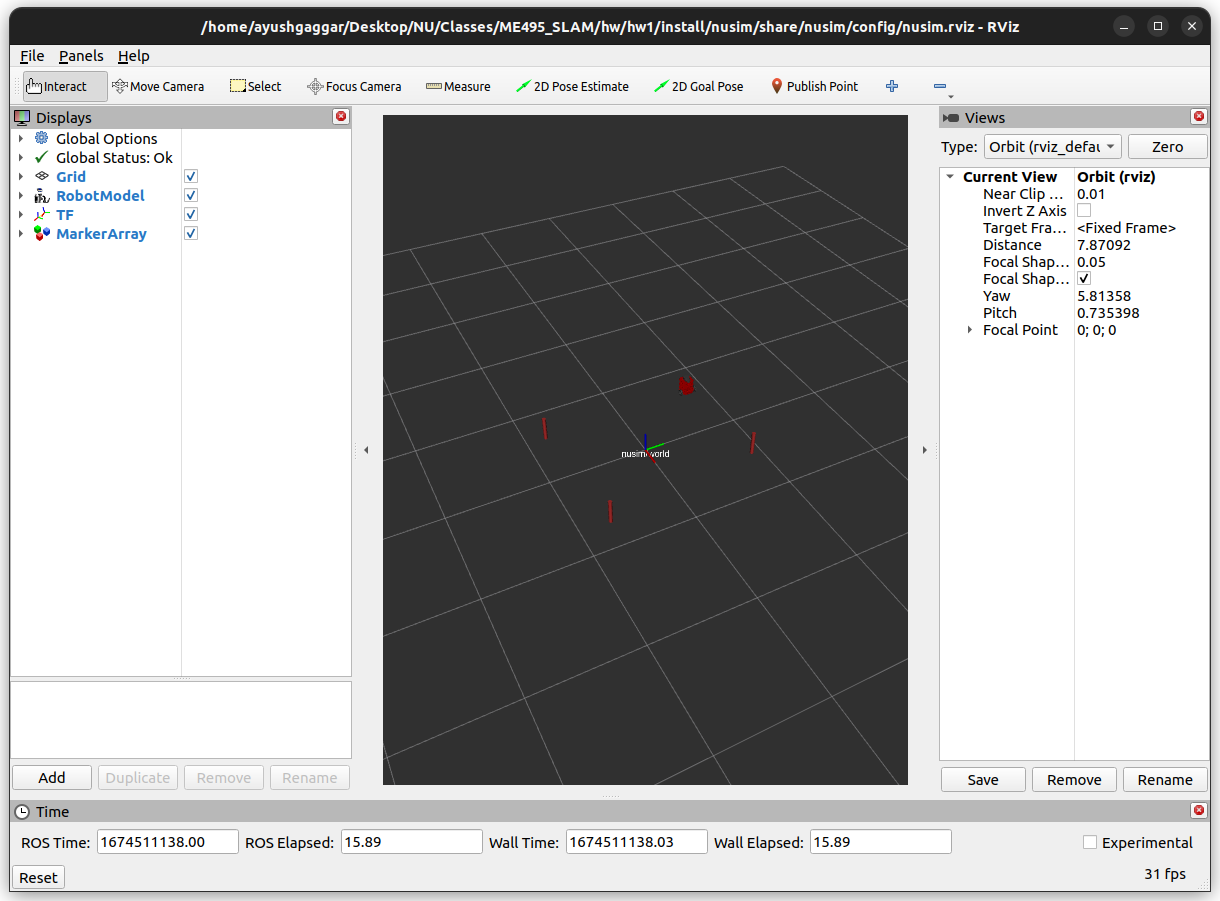 /home/ayushgaggar/Desktop/NU/Classes/ME495_SLAM/hw/hw1/install/nusim/share/nusim/config/nusim.rviz - RViz
File Panels Help
Interact Move Camera Select Focus Camera Measure 2D Pose Estimate 2D Goal Pose Publish Point
Displays
Global Options
Global Status: Ok
Grid
RobotModel
TF
MarkerArray
Add Duplicate Remove Rename
Views
Type: Orbit (rviz_defau Zero
Current View Orbit (rviz)
Near Clip ... 0.01
Invert Z Axis
Target Fra... <Fixed Frame>
Distance 7.87092
Focal Shap... 0.05
Focal Shap...
Yaw 5.81358
Pitch 0.735398
Focal Point 0; 0; 0
Save Remove Rename
Time
ROS Time: 1674511138.00 ROS Elapsed: 15.89 Wall Time: 1674511138.03 Wall Elapsed: 15.89 Experimental
Reset 31 fps